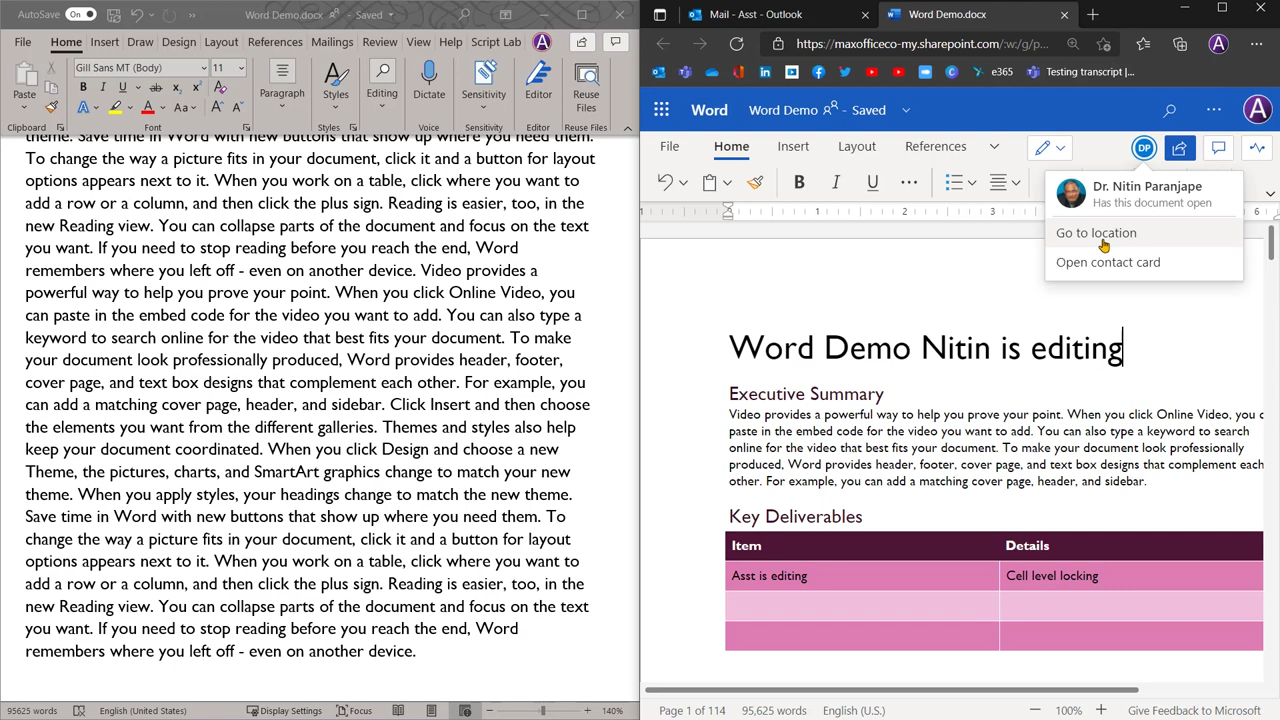 AutoSave On Word Demo.docx - Saved
File Home Insert Draw Design Layout References Mailings Review View Help Script Lab A
Gill Sans MT (Body) 11
Paste
Paragraph
Styles
Editing
Dictate
Sensitivity
Editor
Reuse
Files
Clipboard Font Styles Voice Sensitivity Editor Reuse Files
theme. Save time in Word with new buttons that show up where you need them.
To change the way a picture fits in your document, click it and a button for layout
options appears next to it. When you work on a table, click where you want to
add a row or a column, and then click the plus sign. Reading is easier, too, in the
new Reading view. You can collapse parts of the document and focus on the text
you want. If you need to stop reading before you reach the end, Word
remembers where you left off - even on another device. Video provides a
powerful way to help you prove your point. When you click Online Video, you
can paste in the embed code for the video you want to add. You can also type a
keyword to search online for the video that best fits your document. To make
your document look professionally produced, Word provides header, footer,
cover page, and text box designs that complement each other. For example, you
can add a matching cover page, header, and sidebar. Click Insert and then choose
the elements you want from the different galleries. Themes and styles also help
keep your document coordinated. When you click Design and choose a new
Theme, the pictures, charts, and SmartArt graphics change to match your new
theme. When you apply styles, your headings change to match the new theme.
Save time in Word with new buttons that show up where you need them. To
change the way a picture fits in your document, click it and a button for layout
options appears next to it. When you work on a table, click where you want to
add a row or a column, and then click the plus sign. Reading is easier, too, in the
new Reading view. You can collapse parts of the document and focus on the text
you want. If you need to stop reading before you reach the end, Word
remembers where you left off - even on another device.
95625 words English (United States) Display Settings Focus 140%
Mail - Asst - Outlook Word Demo.docx
https://maxofficeco-my.sharepoint.com/:w:/g/p... A
e365 Testing transcript |...
Word Word Demo - Saved A
File Home Insert Layout References DP
B I U
Dr. Nitin Paranjape
Has this document open
Go to location
Open contact card
1 1 2 3 6
Word Demo Nitin is editing
Executive Summary
Video provides a powerful way to help you prove your point. When you click Online Video, you c
paste in the embed code for the video you want to add. You can also type a keyword to search
online for the video that best fits your document. To make your document look professionally
produced, Word provides header, footer, cover page, and text box designs that complement each
other. For example, you can add a matching cover page, header, and sidebar.
Key Deliverables
Item Details
Asst is editing Cell level locking
Page 1 of 114 95,625 words English (U.S.) 100% Give Feedback to Microsoft